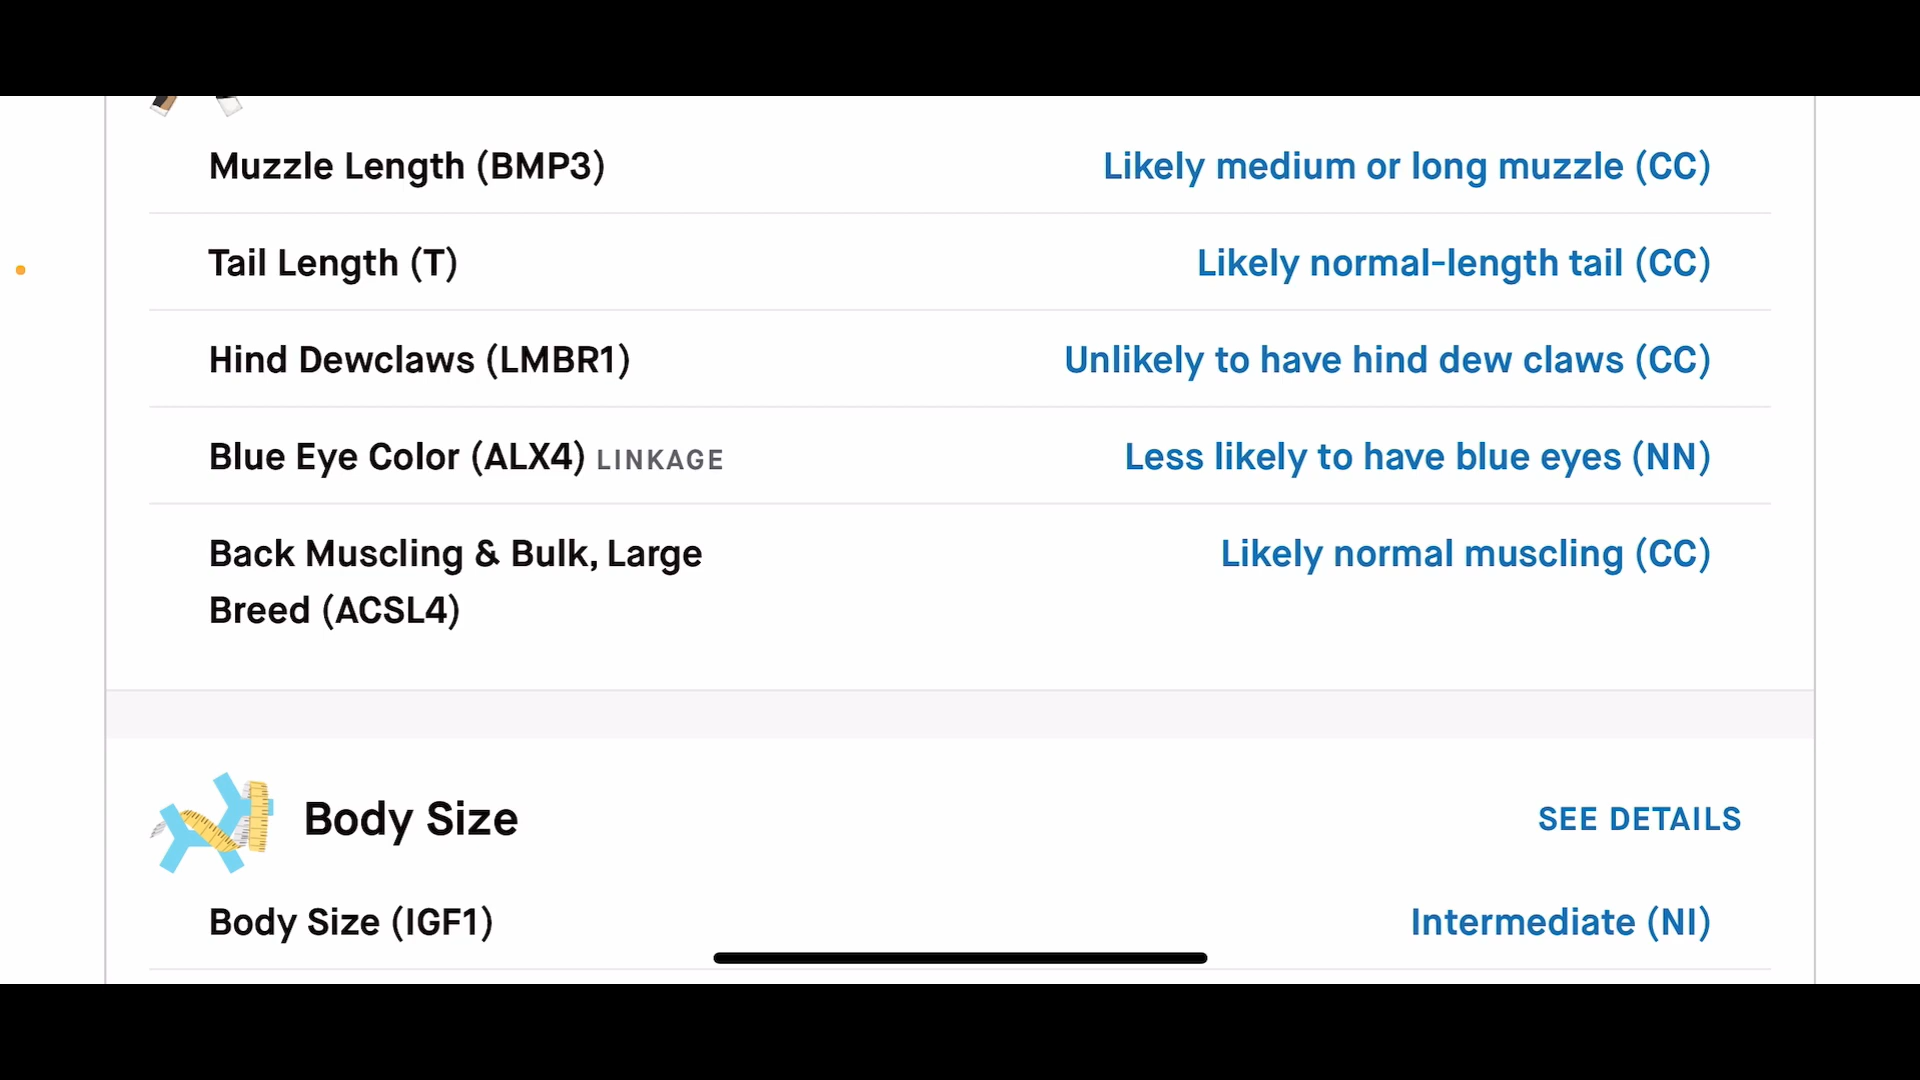 Muzzle Length (BMP3) Likely medium or long muzzle (CC)
Tail Length (T) Likely normal-length tail (CC)
Hind Dewclaws (LMBR1) Unlikely to have hind dew claws (CC)
Blue Eye Color (ALX4) LINKAGE Less likely to have blue eyes (NN)
Back Muscling & Bulk, Large Likely normal muscling (CC)
Breed (ACSL4)
Body Size SEE DETAILS
Body Size (IGF1) Intermediate (NI)